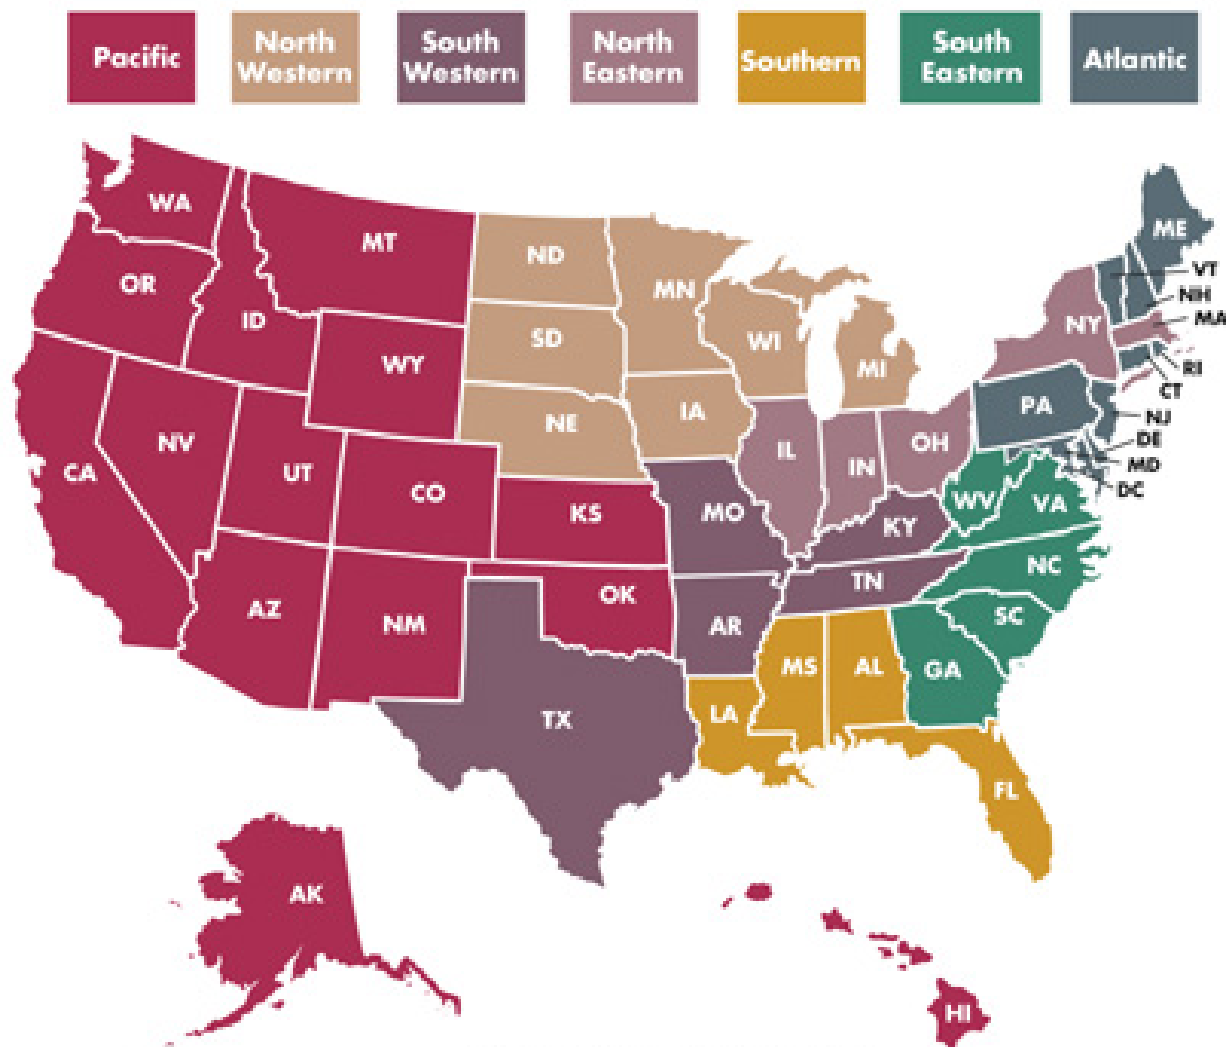 Pacific
North
Western
South
Western
North
Eastern
Southern
South
Eastern
Atlantic
WA
OR
ID
MT
WY
CA
NV
UT
CO
AZ
NM
KS
OK
ND
SD
NE
MN
IA
WI
MI
MO
AR
TX
KY
TN
IL
IN
OH
NY
PA
WV
VA
NC
SC
GA
MS
AL
LA
FL
ME
VT
NH
MA
RI
CT
NJ
DE
MD
DC
AK
HI